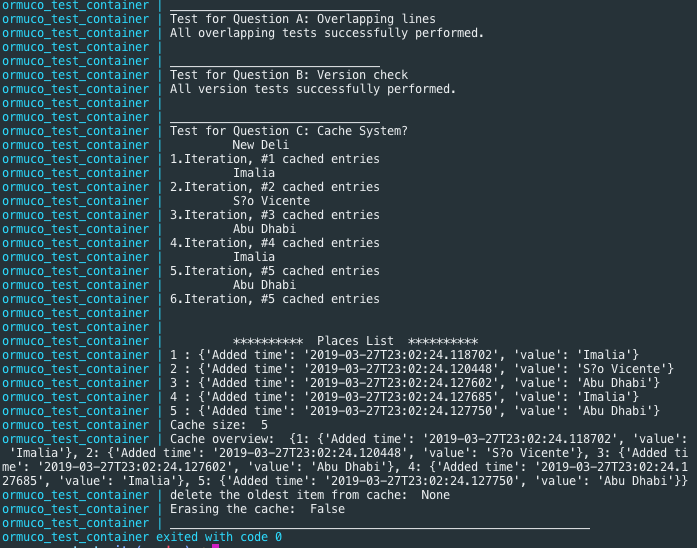 ormuco_test_container | ______________________________
ormuco_test_container | Test for Question A: Overlapping lines
ormuco_test_container | All overlapping tests successfully performed.
ormuco_test_container |
ormuco_test_container | ______________________________
ormuco_test_container | Test for Question B: Version check
ormuco_test_container | All version tests successfully performed.
ormuco_test_container |
ormuco_test_container | ______________________________
ormuco_test_container | Test for Question C: Cache System?
ormuco_test_container |          New Deli
ormuco_test_container | 1.Iteration, #1 cached entries
ormuco_test_container |          Imalia
ormuco_test_container | 2.Iteration, #2 cached entries
ormuco_test_container |          S?o Vicente
ormuco_test_container | 3.Iteration, #3 cached entries
ormuco_test_container |          Abu Dhabi
ormuco_test_container | 4.Iteration, #4 cached entries
ormuco_test_container |          Imalia
ormuco_test_container | 5.Iteration, #5 cached entries
ormuco_test_container |          Abu Dhabi
ormuco_test_container | 6.Iteration, #5 cached entries
ormuco_test_container |
ormuco_test_container |
ormuco_test_container |          **********  Places List  **********
ormuco_test_container | 1 : {'Added time': '2019-03-27T23:02:24.118702', 'value': 'Imalia'}
ormuco_test_container | 2 : {'Added time': '2019-03-27T23:02:24.120448', 'value': 'S?o Vicente'}
ormuco_test_container | 3 : {'Added time': '2019-03-27T23:02:24.127602', 'value': 'Abu Dhabi'}
ormuco_test_container | 4 : {'Added time': '2019-03-27T23:02:24.127685', 'value': 'Imalia'}
ormuco_test_container | 5 : {'Added time': '2019-03-27T23:02:24.127750', 'value': 'Abu Dhabi'}
ormuco_test_container | Cache size:  5
ormuco_test_container | Cache overview:  {1: {'Added time': '2019-03-27T23:02:24.118702', 'value':
 'Imalia'}, 2: {'Added time': '2019-03-27T23:02:24.120448', 'value': 'S?o Vicente'}, 3: {'Added ti
me': '2019-03-27T23:02:24.127602', 'value': 'Abu Dhabi'}, 4: {'Added time': '2019-03-27T23:02:24.1
27685', 'value': 'Imalia'}, 5: {'Added time': '2019-03-27T23:02:24.127750', 'value': 'Abu Dhabi'}}
ormuco_test_container | delete the oldest item from cache:  None
ormuco_test_container | Erasing the cache:  False
ormuco_test_container | ____________________________________________________________
ormuco_test_container exited with code 0